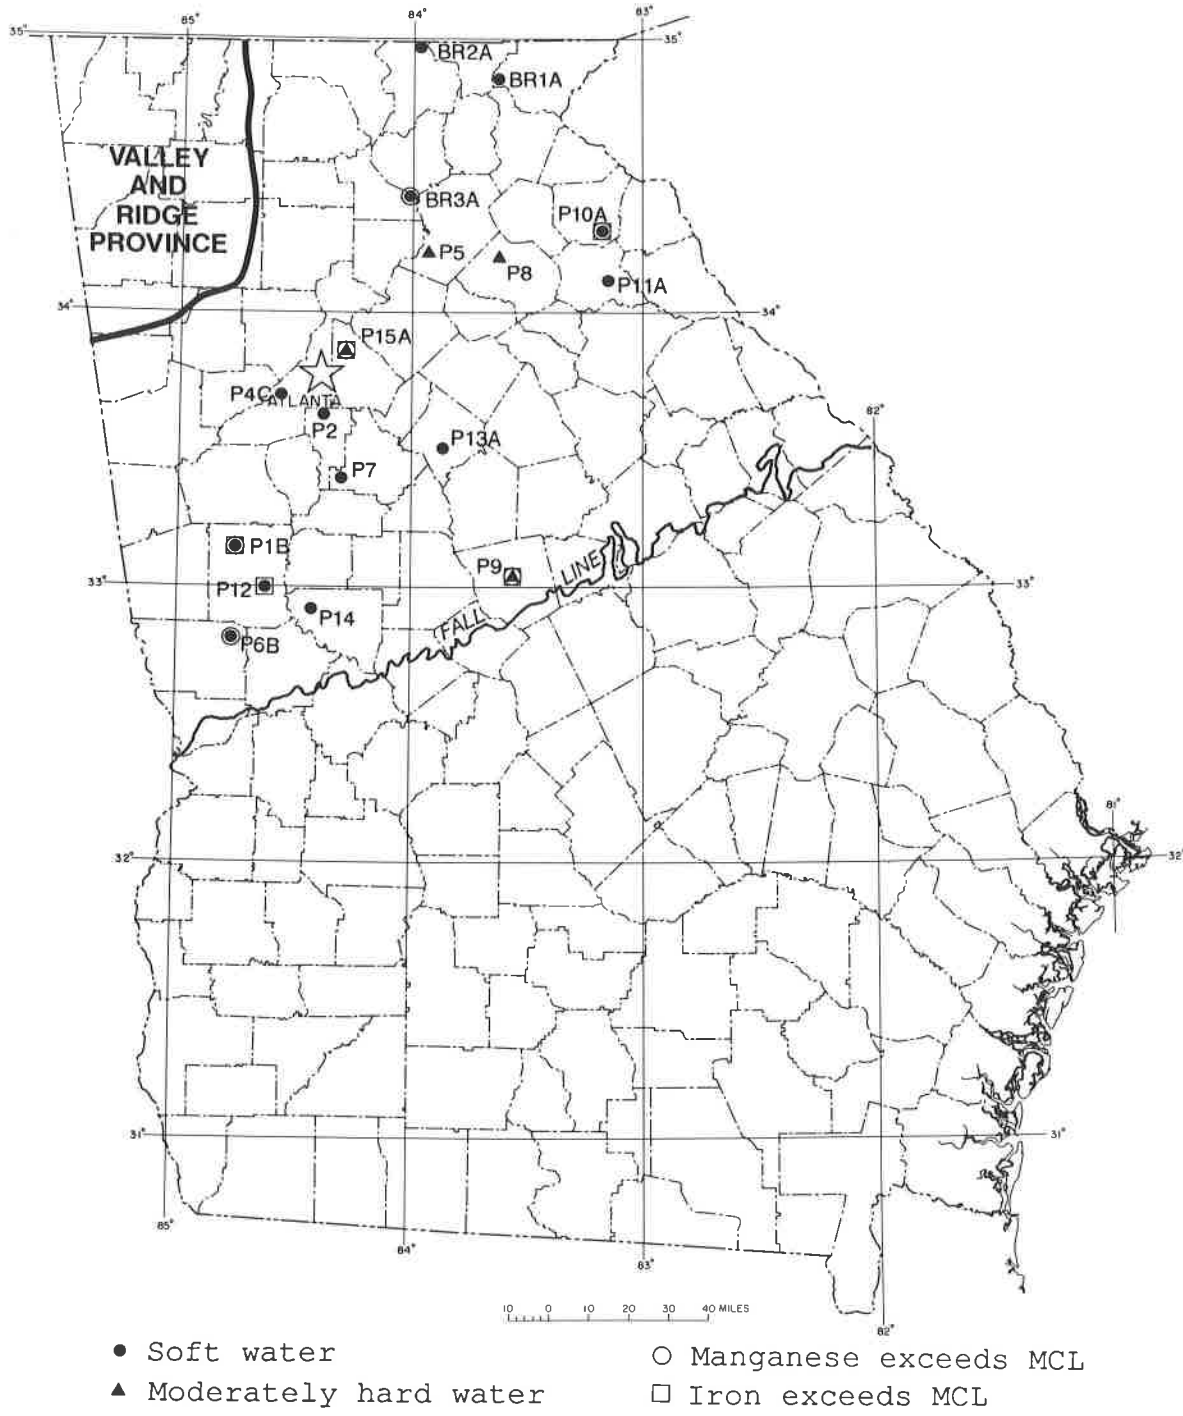 85°
84°
83°
35°
35°
BR2A
BR1A
VALLEY
AND
RIDGE
PROVINCE
BR3A
P10A
P5
P8
P11A
34°
34°
P15A
P4C
ATLANTA
P2
82°
P13A
P7
P1B
P9
LINE
33°
33°
P12
P14
FALL
P6B
81°
32°
32°
31°
31°
85°
84°
83°
82°
10 0 10 20 30 40 MILES
Soft water
Manganese exceeds MCL
Moderately hard water
Iron exceeds MCL